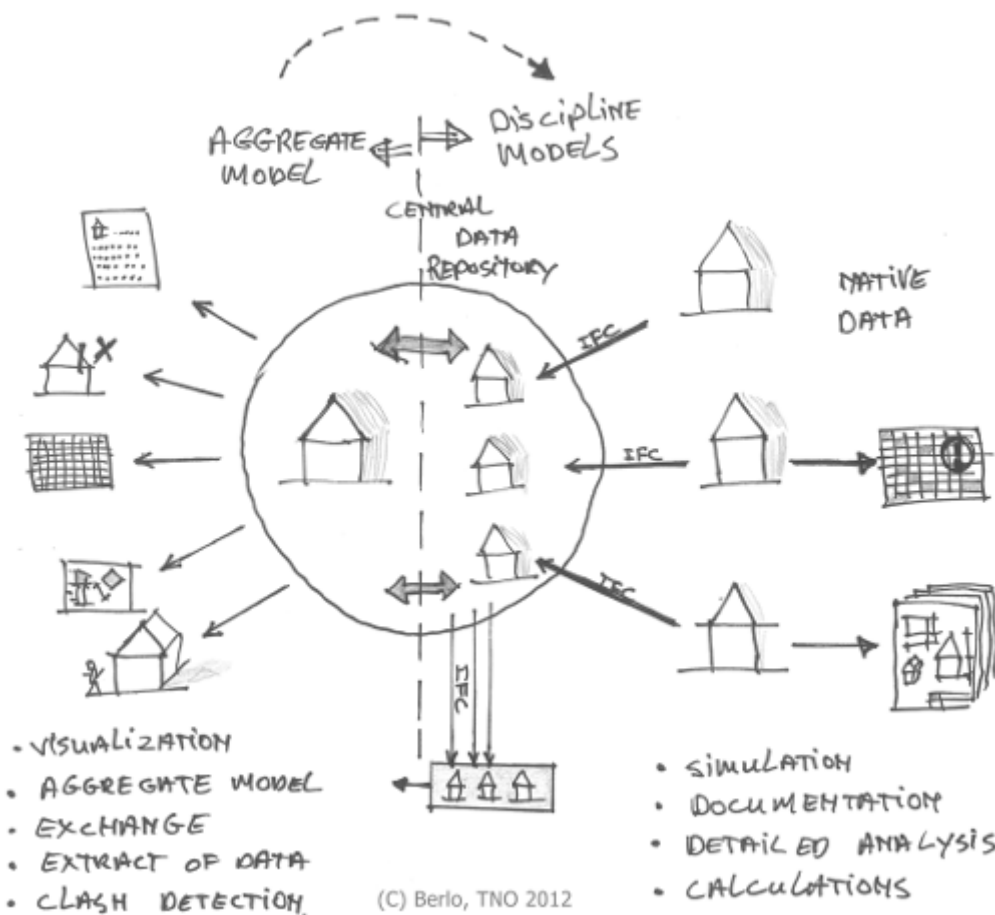 AGGREGATE
MODEL
DISCIPLINE
MODELS
CENTRAL
DATA
REPOSITORY
NATIVE
DATA
IFC
IFC
IFC
IFC
• VISUALIZATION
• AGGREGATE MODEL
• EXCHANGE
• EXTRACT OF DATA
• CLASH DETECTION
• SIMULATION
• DOCUMENTATION
• DETAILED ANALYSIS
• CALCULATIONS
(C) Berlo, TNO 2012